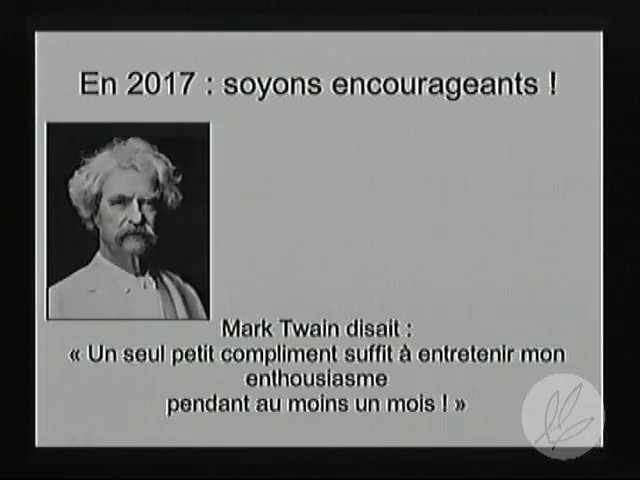 En 2017 : soyons encourageants !
Mark Twain disait :
« Un seul petit compliment suffit à entretenir mon
enthousiasme
pendant au moins un mois ! »